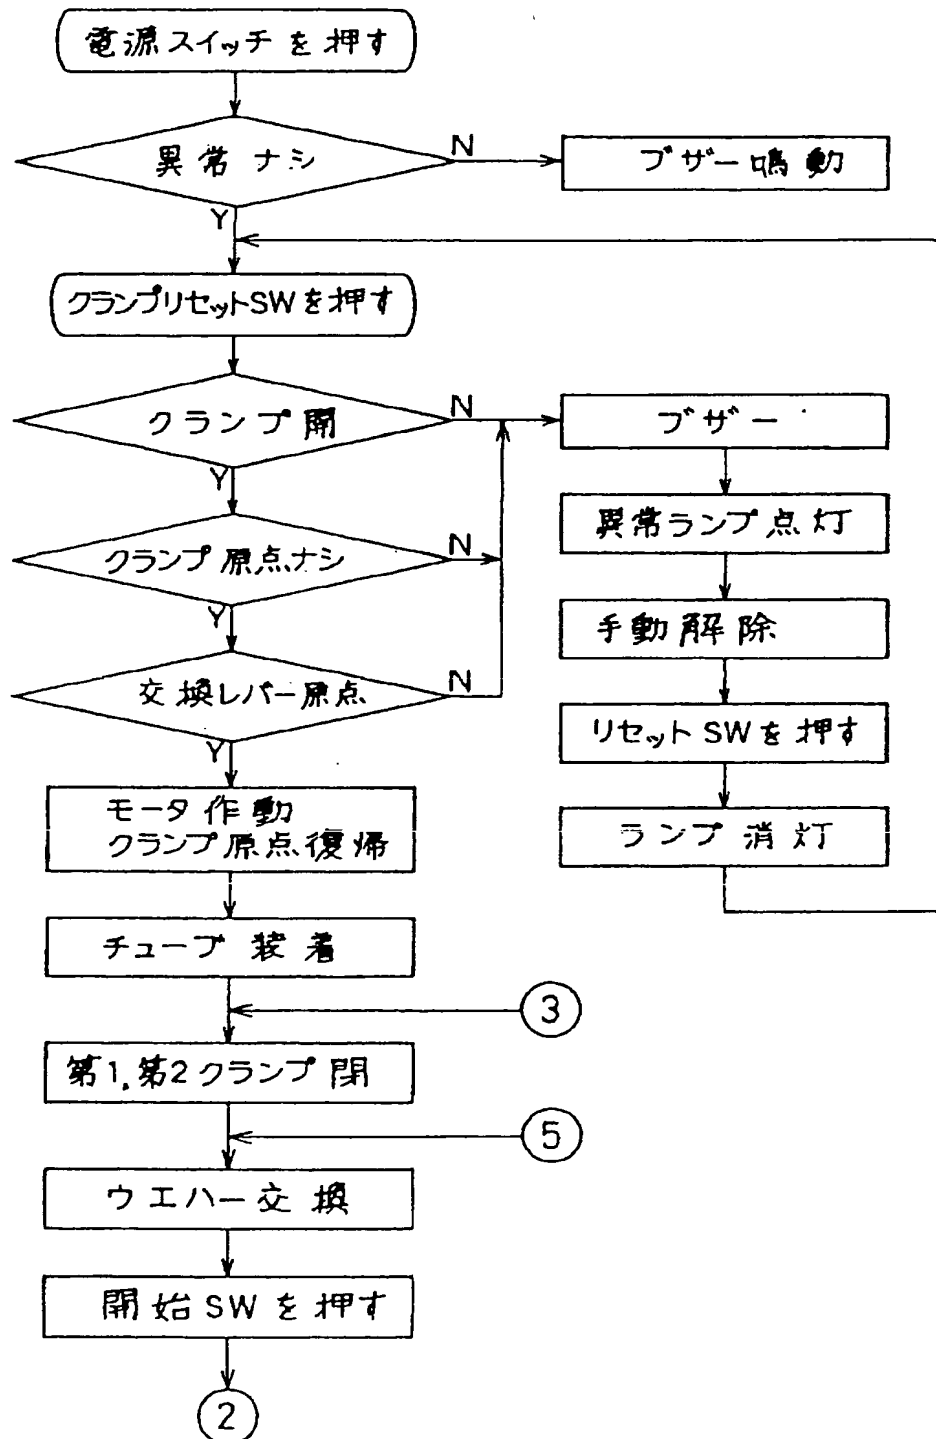 電源スイッチを押す
異常ナシ
N
ブザー鳴動
Y
クランプリセットSWを押す
クランプ開
N
ブザー
Y
異常ランプ点灯
クランプ原点ナシ
N
Y
手動解除
交換レバー原点
N
リセットSWを押す
Y
モータ作動
クランプ原点復帰
ランプ消灯
チューブ装着
3
第1.第2クランプ閉
5
ウエハー交換
開始SWを押す
2